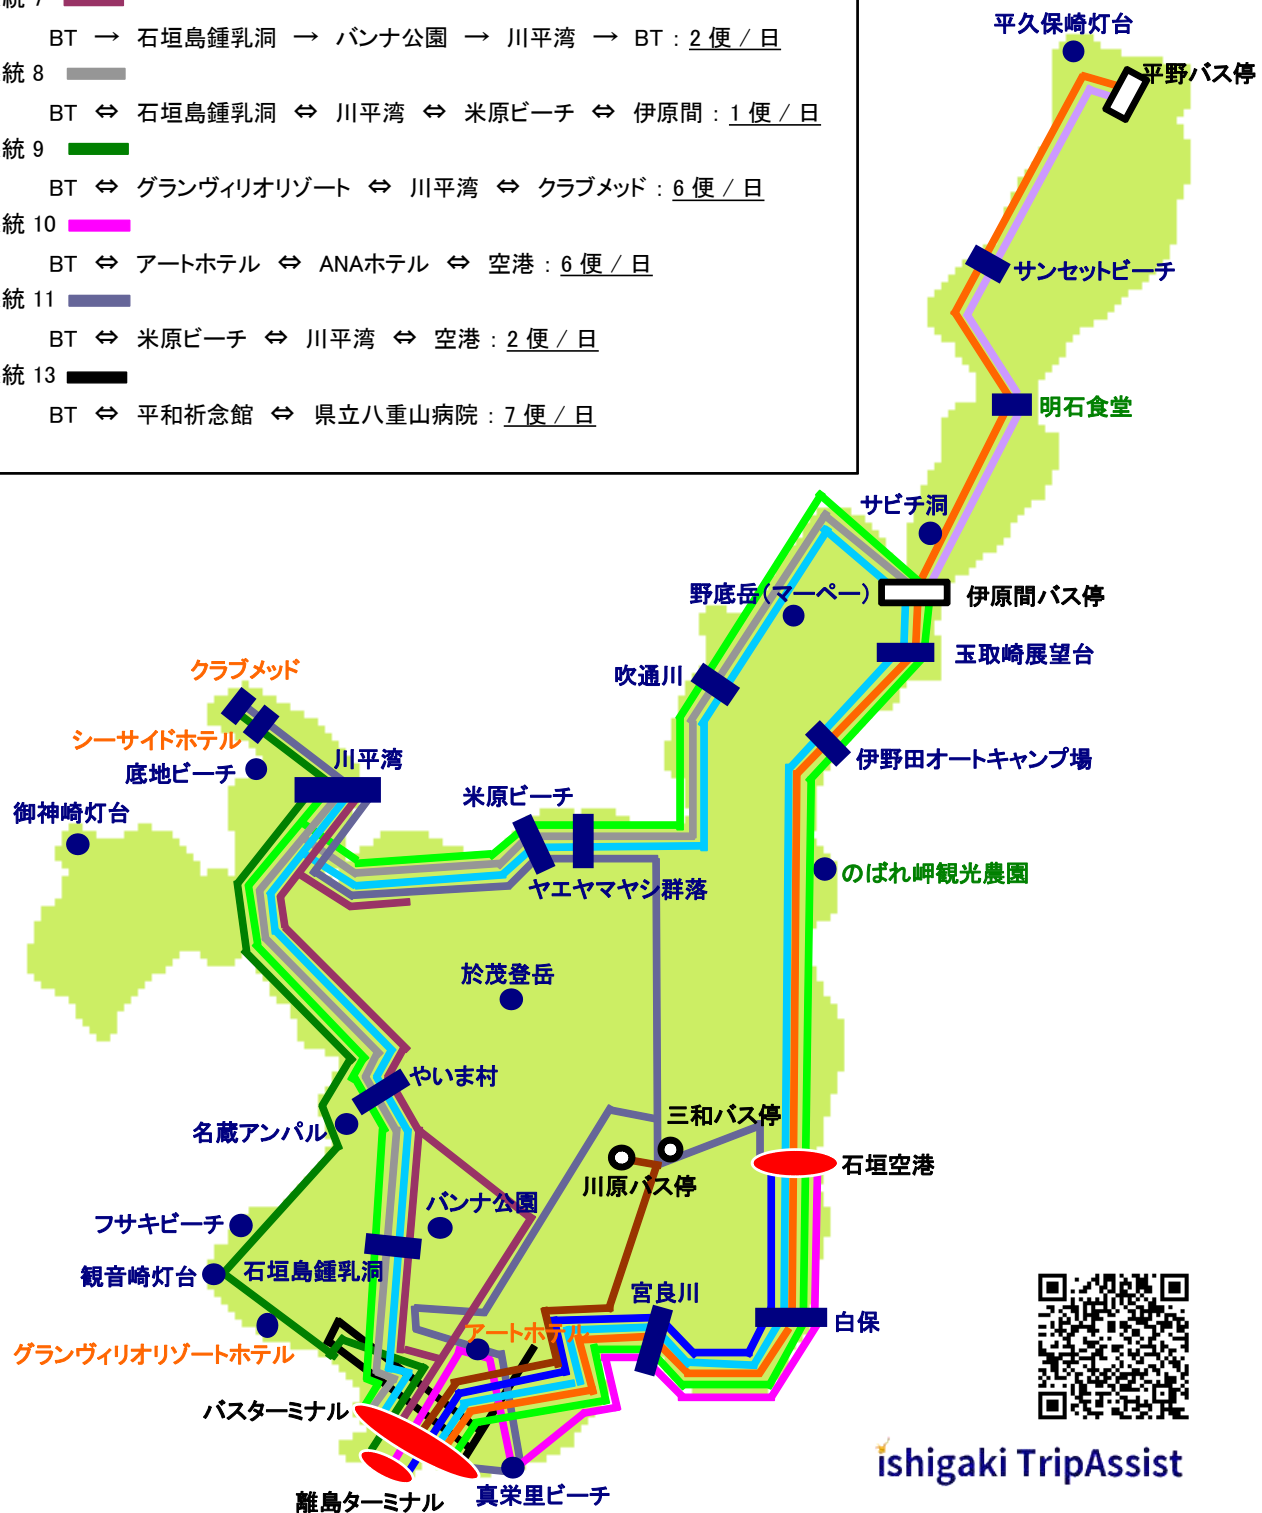 統 7
BT → 石垣島鍾乳洞 → バンナ公園 → 川平湾 → BT : 2 便 / 日
統 8
BT ⇔ 石垣島鍾乳洞 ⇔ 川平湾 ⇔ 米原ビーチ ⇔ 伊原間 : 1 便 / 日
統 9
BT ⇔ グランヴィリオリゾート ⇔ 川平湾 ⇔ クラブメッド : 6 便 / 日
統 10
BT ⇔ アートホテル ⇔ ANAホテル ⇔ 空港 : 6 便 / 日
統 11
BT ⇔ 米原ビーチ ⇔ 川平湾 ⇔ 空港 : 2 便 / 日
統 13
BT ⇔ 平和祈念館 ⇔ 県立八重山病院 : 7 便 / 日
平久保崎灯台
平野バス停
サンセットビーチ
明石食堂
サビチ洞
野底岳(マーペー)
伊原間バス停
玉取崎展望台
吹通川
クラブメッド
シーサイドホテル
底地ビーチ
川平湾
伊野田オートキャンプ場
米原ビーチ
御神崎灯台
のばれ岬観光農園
ヤエヤマヤシ群落
於茂登岳
やいま村
三和バス停
名蔵アンパル
石垣空港
川原バス停
バンナ公園
フサキビーチ
観音崎灯台
石垣島鍾乳洞
宮良川
白保
アートホテル
グランヴィリオリゾートホテル
バスターミナル
離島ターミナル
真栄里ビーチ
ishigaki TripAssist